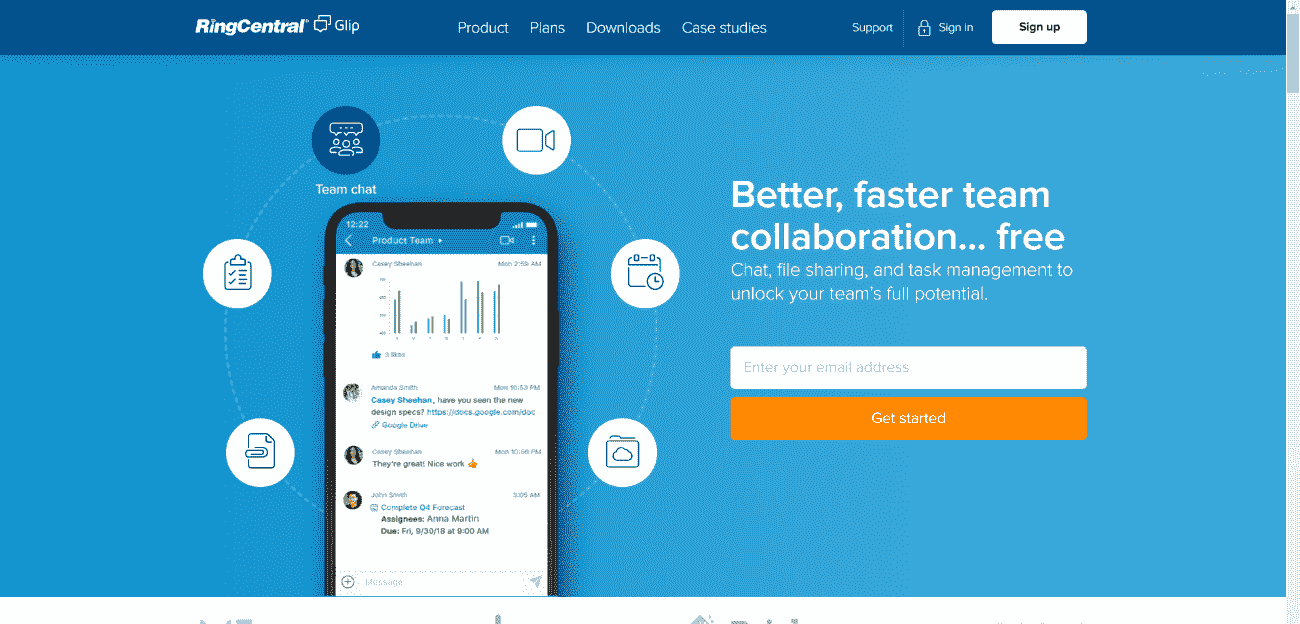 RingCentral® Glip
Product Plans Downloads Case studies
Support Sign in Sign up
Team chat
12:22
Product Team
Casey Sheehan Mon 2:59 AM
3 likes
Amanda Smith Mon 10:53 PM
Casey Sheehan, have you seen the new
design specs? https://docs.google.com/doc
Google Drive
Casey Sheehan Mon 10:56 PM
They're great! Nice work
John Smith 3:05 AM
Complete Q4 Forecast
Assignees: Anna Martin
Due: Fri, 9/30/18 at 9:00 AM
Message
Better, faster team
collaboration... free
Chat, file sharing, and task management to
unlock your team's full potential.
Enter your email address
Get started